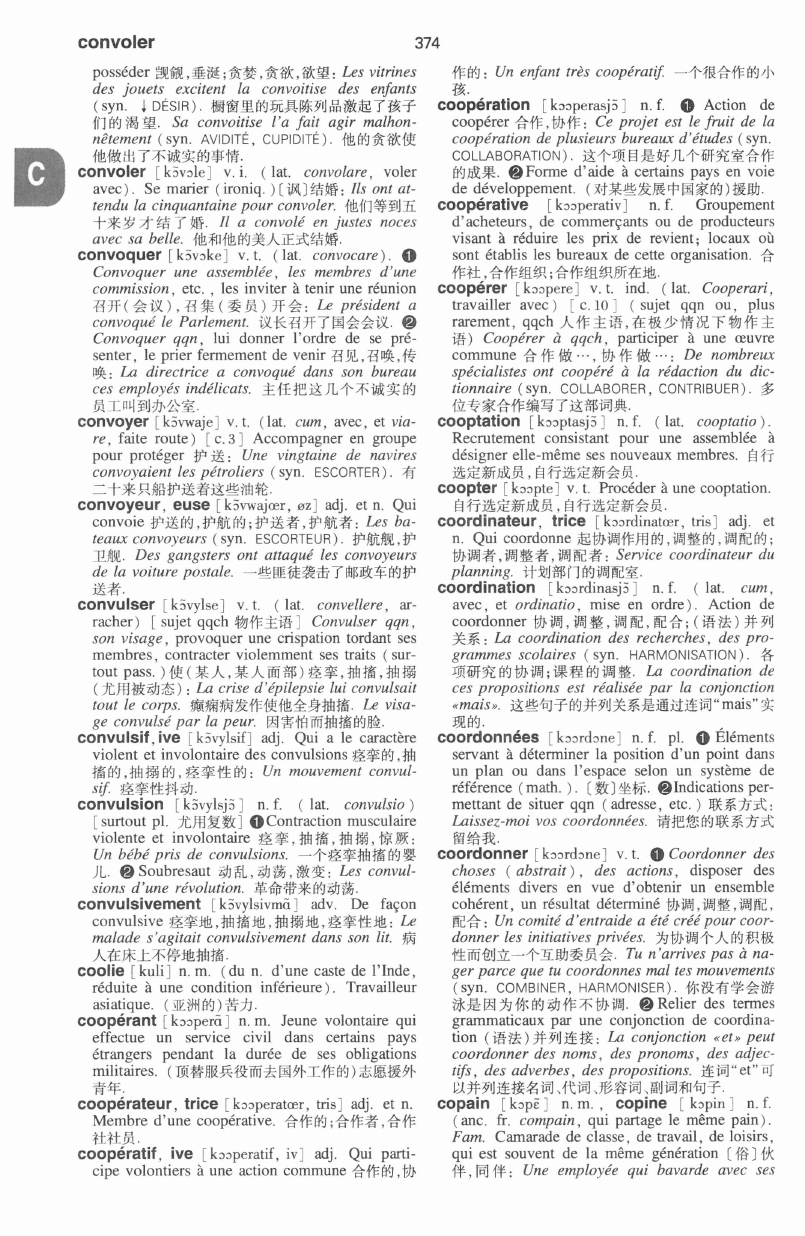 convoler
374
posséder 觊觎,垂涎;贪婪,贪欲,欲望: Les vitrines
des jouets excitent la convoitise des enfants
(syn. ↓ DÉSIR). 橱窗里的玩具陈列品激起了孩子
们的渴望. Sa convoitise l'a fait agir malhon-
nêtement (syn. AVIDITÉ, CUPIDITÉ). 他的贪欲使
他做出了不诚实的事情.
C
convoler [kɔ̃vɔle] v. i. (lat. convolare, voler
avec). Se marier (ironiq.)[讽]结婚: Ils ont at-
tendu la cinquantaine pour convoler. 他们等到五
十来岁才结了婚. Il a convolé en justes noces
avec sa belle. 他和他的美人正式结婚.
convoquer [kɔ̃vɔke] v. t. (lat. convocare). ❶
Convoquer une assemblée, les membres d'une
commission, etc., les inviter à tenir une réunion
召开(会议),召集(委员)开会: Le président a
convoqué le Parlement. 议长召开了国会会议. ❷
Convoquer qqn, lui donner l'ordre de se pré-
senter, le prier fermement de venir 召见,召唤,传
唤: La directrice a convoqué dans son bureau
ces employés indélicats. 主任把这几个不诚实的
员工叫到办公室.
convoyer [kɔ̃vwaje] v. t. (lat. cum, avec, et via-
re, faite route) [c.3] Accompagner en groupe
pour protéger 护送: Une vingtaine de navires
convoyaient les pétroliers (syn. ESCORTER). 有
二十来只船护送着这些油轮.
convoyeur, euse [kɔ̃vwajœr, øz] adj. et n. Qui
convoie 护送的,护航的;护送者,护航者: Les ba-
teaux convoyeurs (syn. ESCORTEUR). 护航舰,护
卫舰. Des gangsters ont attaqué les convoyeurs
de la voiture postale. 一些匪徒袭击了邮政车的护
送者.
convulser [kɔ̃vylse] v. t. (lat. convellere, ar-
racher) [sujet qqch 物作主语] Convulser qqn,
son visage, provoquer une crispation tordant ses
membres, contracter violemment ses traits (sur-
tout pass.)使(某人,某人面部)痉挛,抽搐,抽搦
(尤用被动态): La crise d'épilepsie lui convulsait
tout le corps. 癫痫病发作使他全身抽搐. Le visa-
ge convulsé par la peur. 因害怕而抽搐的脸.
convulsif, ive [kɔ̃vylsif] adj. Qui a le caractère
violent et involontaire des convulsions 痉挛的,抽
搐的,抽搦的,痉挛性的: Un mouvement convul-
sif. 痉挛性抖动.
convulsion [kɔ̃vylsjɔ̃] n. f. (lat. convulsio)
[surtout pl. 尤用复数] ❶Contraction musculaire
violente et involontaire 痉挛,抽搐,抽搦,惊厥:
Un bébé pris de convulsions. 一个痉挛抽搐的婴
儿. ❷Soubresaut 动乱,动荡,激变: Les convul-
sions d'une révolution. 革命带来的动荡.
convulsivement [kɔ̃vylsivmɑ̃] adv. De façon
convulsive 痉挛地,抽搐地,抽搦地,痉挛性地: Le
malade s'agitait convulsivement dans son lit. 病
人在床上不停地抽搐.
coolie [kuli] n. m. (du n. d'une caste de l'Inde,
réduite à une condition inférieure). Travailleur
asiatique. (亚洲的)苦力.
coopérant [kɔɔperɑ̃] n. m. Jeune volontaire qui
effectue un service civil dans certains pays
étrangers pendant la durée de ses obligations
militaires. (顶替服兵役而去国外工作的)志愿援外
青年.
coopérateur, trice [kɔɔperatœr, tris] adj. et n.
Membre d'une coopérative. 合作的;合作者,合作
社社员.
coopératif, ive [kɔɔperatif, iv] adj. Qui parti-
cipe volontiers à une action commune 合作的,协
作的: Un enfant très coopératif. 一个很合作的小
孩.
coopération [kɔɔperasjɔ̃] n. f. ❶ Action de
coopérer 合作,协作: Ce projet est le fruit de la
coopération de plusieurs bureaux d'études (syn.
COLLABORATION). 这个项目是好几个研究室合作
的成果. ❷Forme d'aide à certains pays en voie
de développement. (对某些发展中国家的)援助.
coopérative [kɔɔperativ] n. f. Groupement
d'acheteurs, de commerçants ou de producteurs
visant à réduire les prix de revient; locaux où
sont établis les bureaux de cette organisation. 合
作社,合作组织;合作组织所在地.
coopérer [kɔɔpere] v. t. ind. (lat. Cooperari,
travailler avec) [c.10] (sujet qqn ou, plus
rarement, qqch 人作主语,在极少情况下物作主
语) Coopérer à qqch, participer à une œuvre
commune 合作做…,协作做…: De nombreux
spécialistes ont coopéré à la rédaction du dic-
tionnaire (syn. COLLABORER, CONTRIBUER). 多
位专家合作编写了这部词典.
cooptation [kɔɔptasjɔ̃] n. f. (lat. cooptatio).
Recrutement consistant pour une assemblée à
désigner elle-même ses nouveaux membres. 自行
选定新成员,自行选定新会员.
coopter [kɔɔpte] v. t. Procéder à une cooptation.
自行选定新成员,自行选定新会员.
coordinateur, trice [kɔɔrdinatœr, tris] adj. et
n. Qui coordonne 起协调作用的,调整的,调配的;
协调者,调整者,调配者: Service coordinateur du
planning. 计划部门的调配室.
coordination [kɔɔrdinasjɔ̃] n. f. (lat. cum,
avec, et ordinatio, mise en ordre). Action de
coordonner 协调,调整,调配,配合;(语法)并列
关系: La coordination des recherches, des pro-
grammes scolaires (syn. HARMONISATION). 各
项研究的协调;课程的调整. La coordination de
ces propositions est réalisée par la conjonction
«mais». 这些句子的并列关系是通过连词“mais”实
现的.
coordonnées [kɔɔrdɔne] n. f. pl. ❶ Éléments
servant à déterminer la position d'un point dans
un plan ou dans l'espace selon un système de
référence (math.). [数]坐标. ❷Indications per-
mettant de situer qqn (adresse, etc.) 联系方式:
Laissez-moi vos coordonnées. 请把您的联系方式
留给我.
coordonner [kɔɔrdɔne] v. t. ❶ Coordonner des
choses (abstrait), des actions, disposer des
éléments divers en vue d'obtenir un ensemble
cohérent, un résultat déterminé 协调,调整,调配,
配合: Un comité d'entraide a été créé pour coor-
donner les initiatives privées. 为协调个人的积极
性而创立一个互助委员会. Tu n'arrives pas à na-
ger parce que tu coordonnes mal tes mouvements
(syn. COMBINER, HARMONISER). 你没有学会游
泳是因为你的动作不协调. ❷Relier des termes
grammaticaux par une conjonction de coordina-
tion (语法)并列连接: La conjonction «et» peut
coordonner des noms, des pronoms, des adjec-
tifs, des adverbes, des propositions. 连词“et”可
以并列连接名词、代词、形容词、副词和句子.
copain [kɔpɛ̃] n. m., copine [kɔpin] n. f.
(anc. fr. compain, qui partage le même pain).
Fam. Camarade de classe, de travail, de loisirs,
qui est souvent de la même génération [俗]伙
伴,同伴: Une employée qui bavarde avec ses